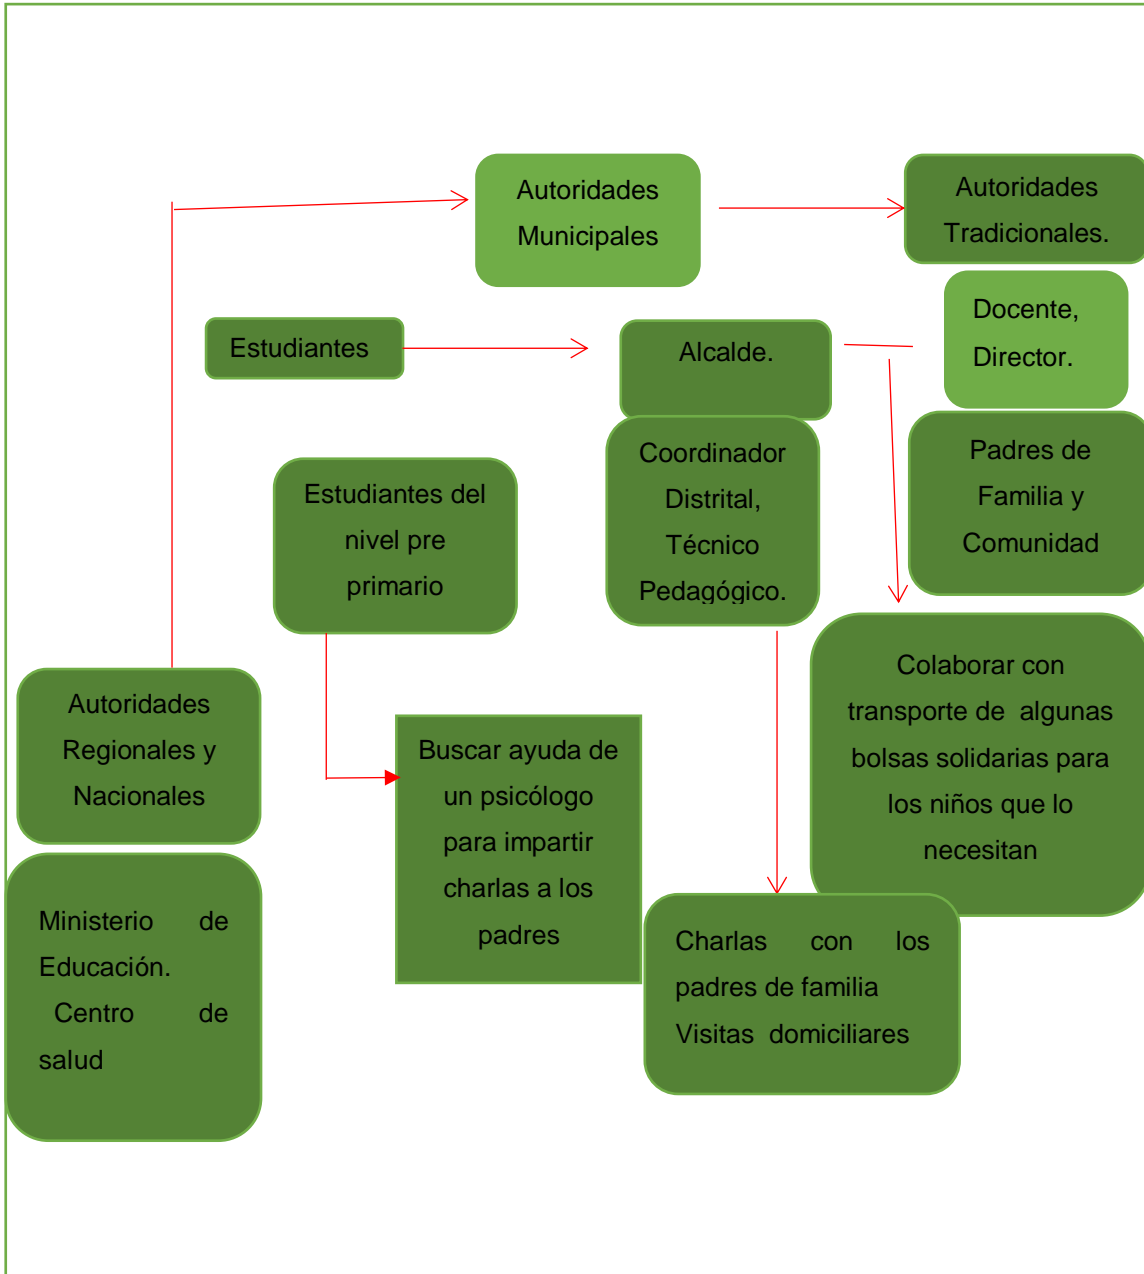 Autoridades
Municipales
Autoridades
Tradicionales.
Docente,
Director.
Estudiantes
Alcalde.
Coordinador
Distrital,
Técnico
Pedagógico.
Padres de
Familia y
Comunidad
Estudiantes del
nivel pre
primario
Autoridades
Regionales y
Nacionales
Buscar ayuda de
un psicólogo
para impartir
charlas a los
padres
Colaborar con
transporte de algunas
bolsas solidarias para
los niños que lo
necesitan
Ministerio de
Educación.
Centro de
salud
Charlas con los
padres de familia
Visitas domiciliares